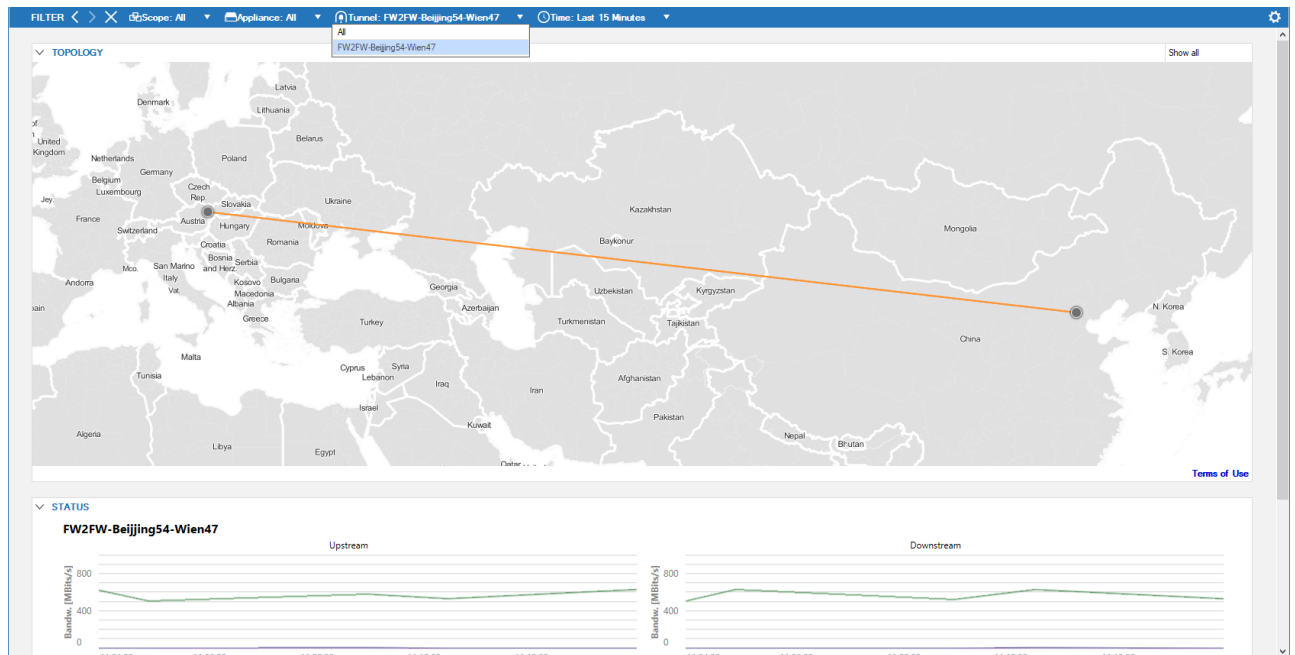 FILTER Scope: All Appliance: All Tunnel: FW2FW-Beijjing54-Wien47 Time: Last 15 Minutes
All
FW2FW-Beijjing54-Wien47
TOPOLOGY
Show all
Latvia
Denmark
Lithuania
of
United
Kingdom
Belarus
Netherlands
Poland
Germany
Belgium
Luxembourg
Czech
Rep.
Jey.
Slovakia
Ukraine
Kazakhstan
France
Austria
Hungary
Moldova
Mongolia
Switzerland
Croatia
Romania
Baykonur
Bosnia
and Herz.
Serbia
Mco.
San Marino
Italy
Vat.
Andorra
Kosovo
Bulgaria
Macedonia
Albania
Georgia
Uzbekistan
Kyrgyzstan
ain
Azerbaijan
N. Korea
Greece
Turkey
Turkmenistan
Tajikistan
China
S. Korea
Malta
Tunisia
Cyprus
Syria
Lebanon
Iraq
Iran
Afghanistan
Israel
Pakistan
Kuwait
Algeria
Libya
Egypt
Nepal
Bhutan
Qatar
Terms of Use
STATUS
FW2FW-Beijjing54-Wien47
Upstream
Downstream
Bandw. [MBits/s]
800
400
0
Bandw. [MBits/s]
800
400
0